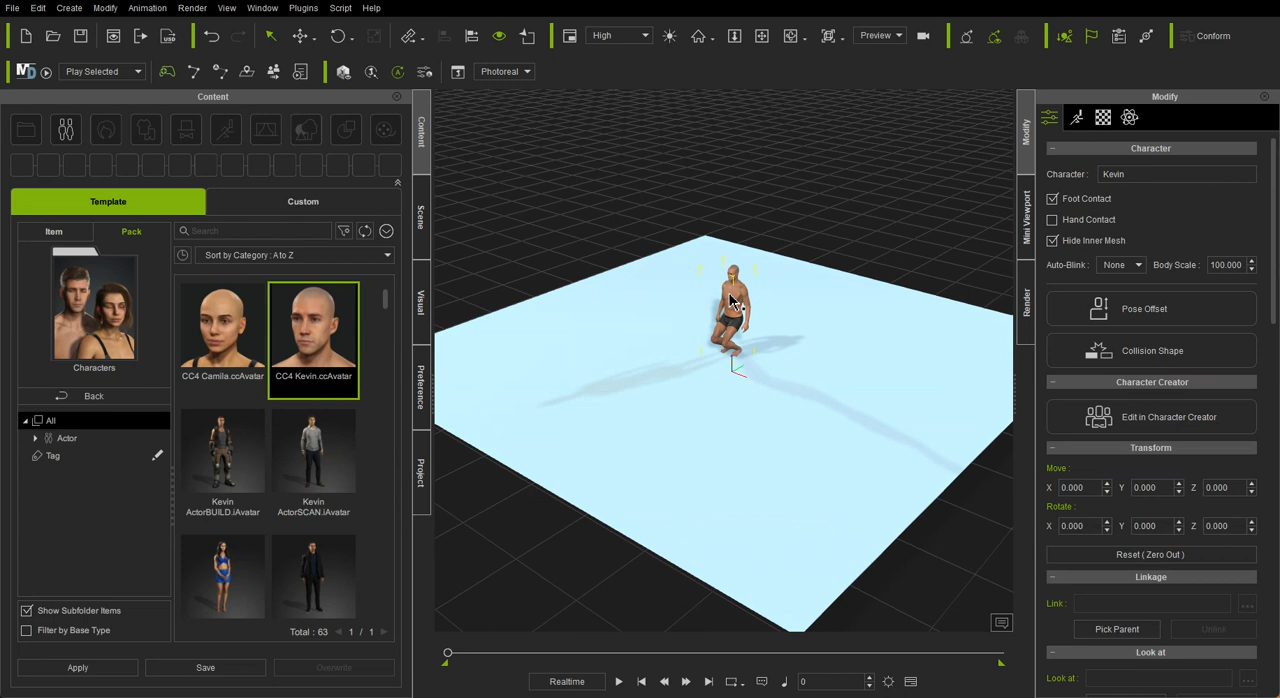 File Edit Create Modify Animation Render View Window Plugins Script Help
High Preview Conform
Play Selected Photoreal
Content
Template Custom
Item Pack Search
Sort by Category : A to Z
Characters
Back
All
Actor
Tag
CC4 Camila.ccAvatar CC4 Kevin.ccAvatar
Kevin ActorBUILD.iAvatar
Kevin ActorSCAN.iAvatar
Show Subfolder Items
Filter by Base Type
Total : 63 1 / 1
Apply Save Overwrite
Content
Scene
Visual
Preference
Project
Realtime 0
Modify
Mini Viewport
Render
Modify
Character
Character : Kevin
Foot Contact
Hand Contact
Hide Inner Mesh
Auto-Blink : None Body Scale : 100.000
Pose Offset
Collision Shape
Character Creator
Edit in Character Creator
Transform
Move :
X 0.000 Y 0.000 Z 0.000
Rotate :
X 0.000 Y 0.000 Z 0.000
Reset ( Zero Out )
Linkage
Link :
Pick Parent Unlink
Look at
Look at :